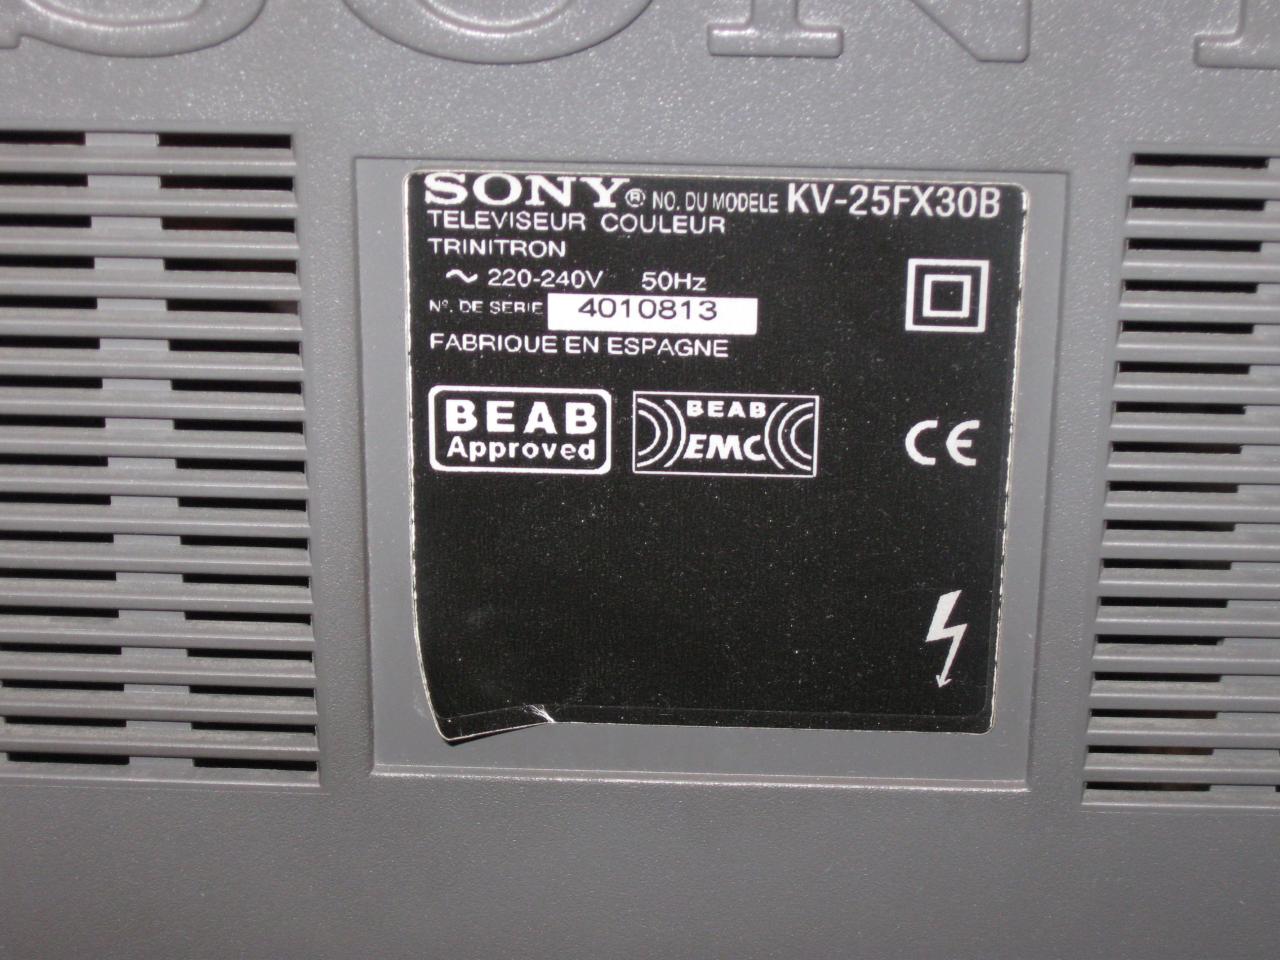 SONY
SONY® NO. DU MODELE KV-25FX30B
TELEVISEUR COULEUR
TRINITRON
~ 220-240V 50Hz
N°. DE SERIE 4010813
FABRIQUE EN ESPAGNE
BEAB
Approved
BEAB
EMC
CE